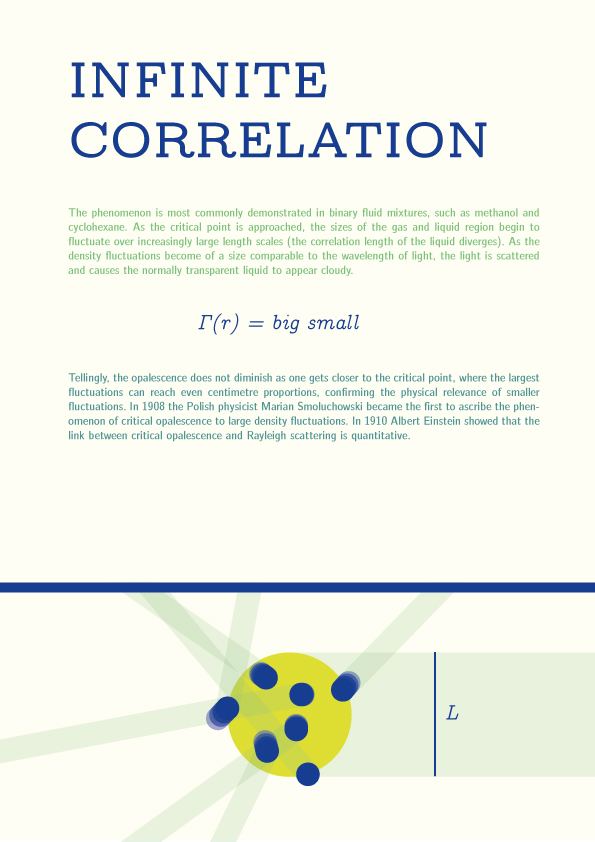 INFINITE
CORRELATION
The phenomenon is most commonly demonstrated in binary fluid mixtures, such as methanol and
cyclohexane. As the critical point is approached, the sizes of the gas and liquid region begin to
fluctuate over increasingly large length scales (the correlation length of the liquid diverges). As the
density fluctuations become of a size comparable to the wavelength of light, the light is scattered
and causes the normally transparent liquid to appear cloudy.
Γ(r) = big small
Tellingly, the opalescence does not diminish as one gets closer to the critical point, where the largest
fluctuations can reach even centimetre proportions, confirming the physical relevance of smaller
fluctuations. In 1908 the Polish physicist Marian Smoluchowski became the first to ascribe the phen-
omenon of critical opalescence to large density fluctuations. In 1910 Albert Einstein showed that the
link between critical opalescence and Rayleigh scattering is quantitative.
L